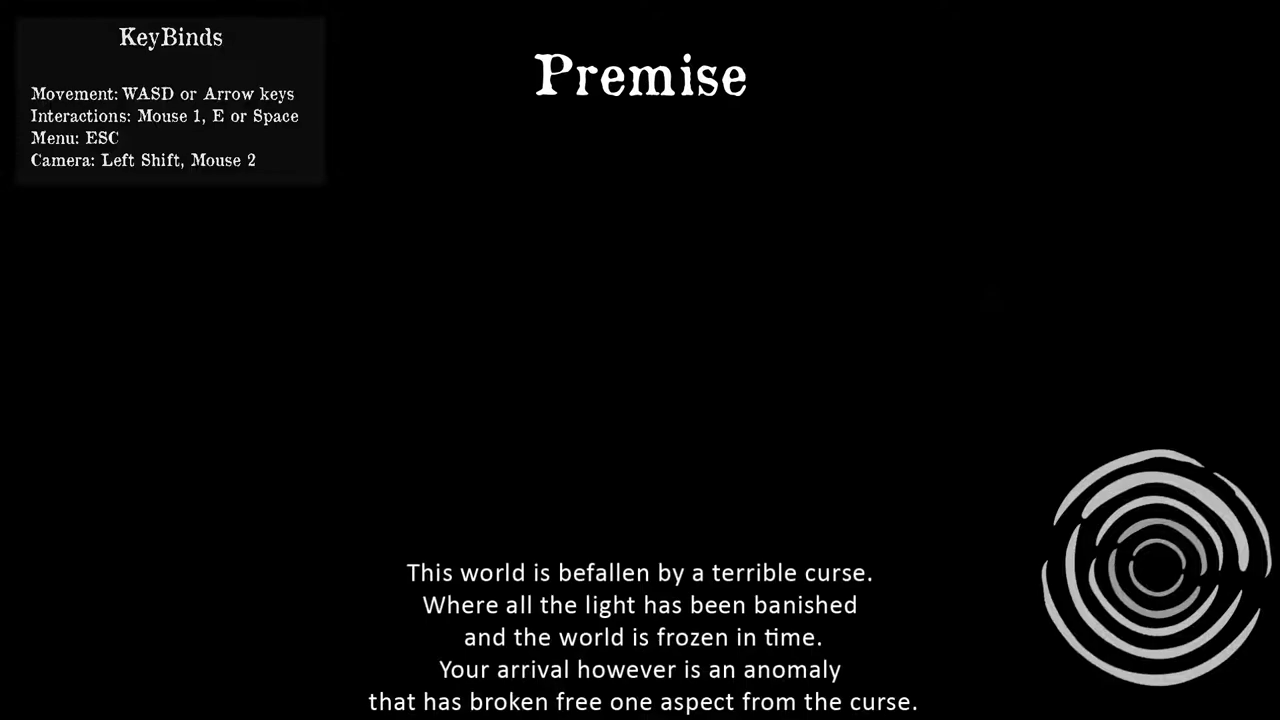 KeyBinds
Movement: WASD or Arrow keys
Interactions: Mouse 1, E or Space
Menu: ESC
Camera: Left Shift, Mouse 2
Premise
This world is befallen by a terrible curse.
Where all the light has been banished
and the world is frozen in time.
Your arrival however is an anomaly
that has broken free one aspect from the curse.